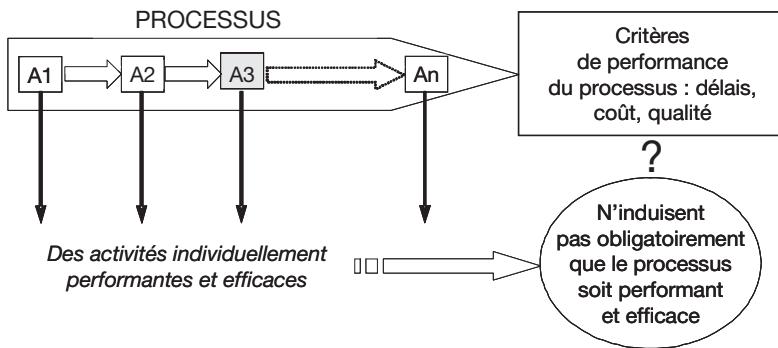 PROCESSUS
A1
A2
A3
An
Critères
de performance
du processus : délais,
coût, qualité
?
Des activités individuellement
performantes et efficaces
N'induisent
pas obligatoirement
que le processus
soit performant
et efficace